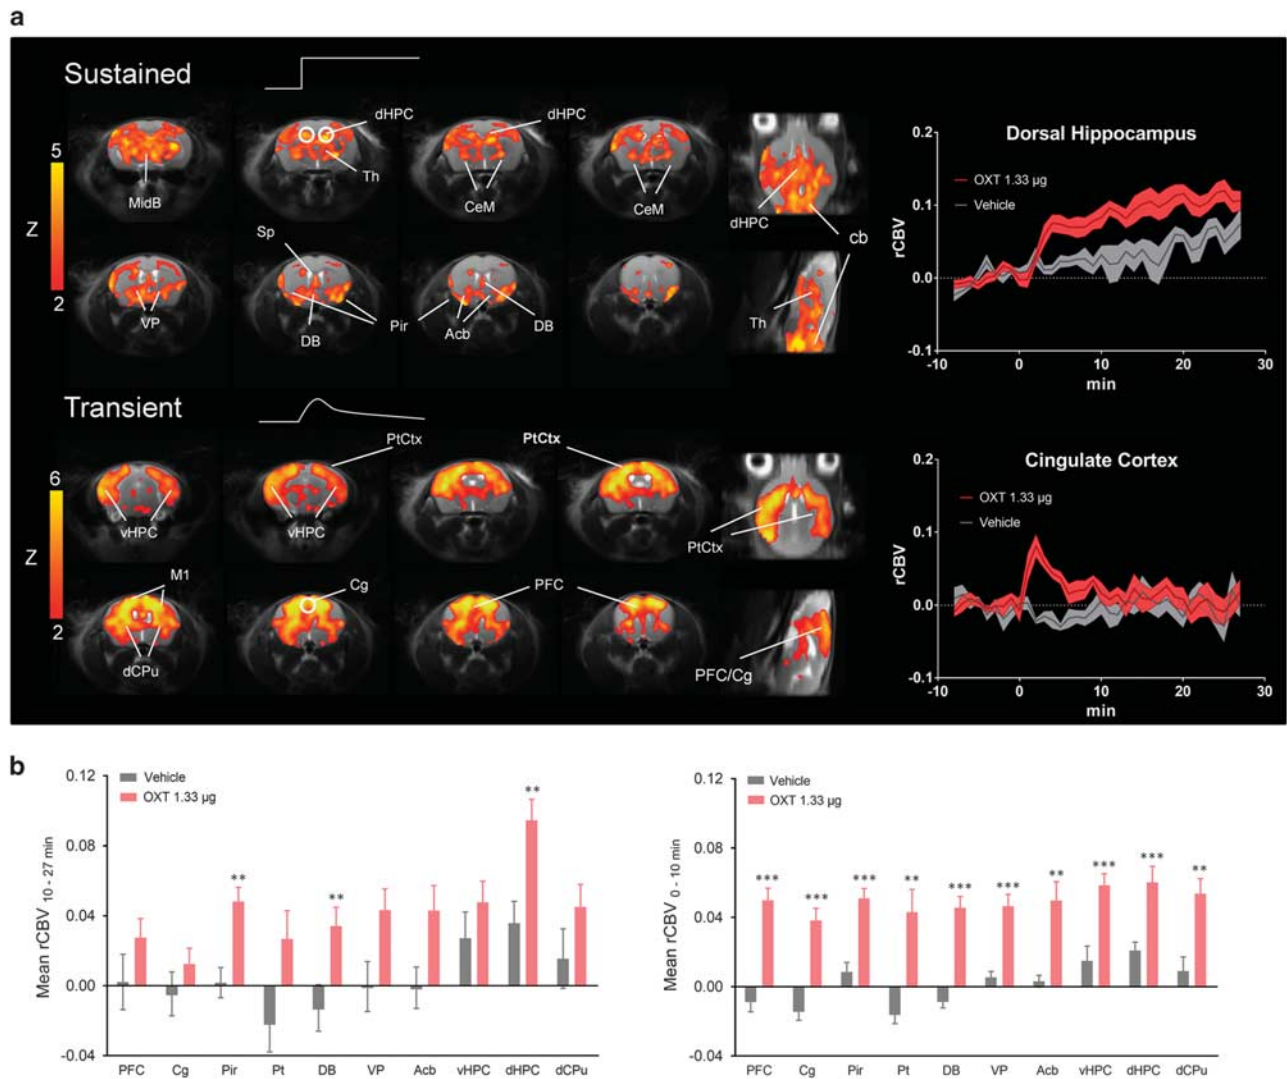 a
Sustained
dHPC
dHPC
5
Z
2
MidB
Th
CeM
CeM
dHPC
cb
Sp
VP
DB
Pir
Acb
DB
Th
Dorsal Hippocampus
OXT 1.33 µg
Vehicle
rCBV
0.2
0.1
0.0
-0.1
-10
0
10
20
30
min
Transient
PtCtx
PtCtx
6
Z
2
vHPC
vHPC
PtCtx
M1
Cg
PFC
dCPu
PFC/Cg
Cingulate Cortex
OXT 1.33 µg
Vehicle
rCBV
0.2
0.1
0.0
-0.1
-10
0
10
20
30
min
b
Mean rCBV 10 - 27 min
0.12
0.08
0.04
0.00
-0.04
Vehicle
OXT 1.33 µg
**
**
**
PFC Cg Pir Pt DB VP Acb vHPC dHPC dCPu
Mean rCBV 0 - 10 min
0.12
0.08
0.04
0.00
-0.04
Vehicle
OXT 1.33 µg
*** *** *** ** *** *** ** *** *** **
PFC Cg Pir Pt DB VP Acb vHPC dHPC dCPu